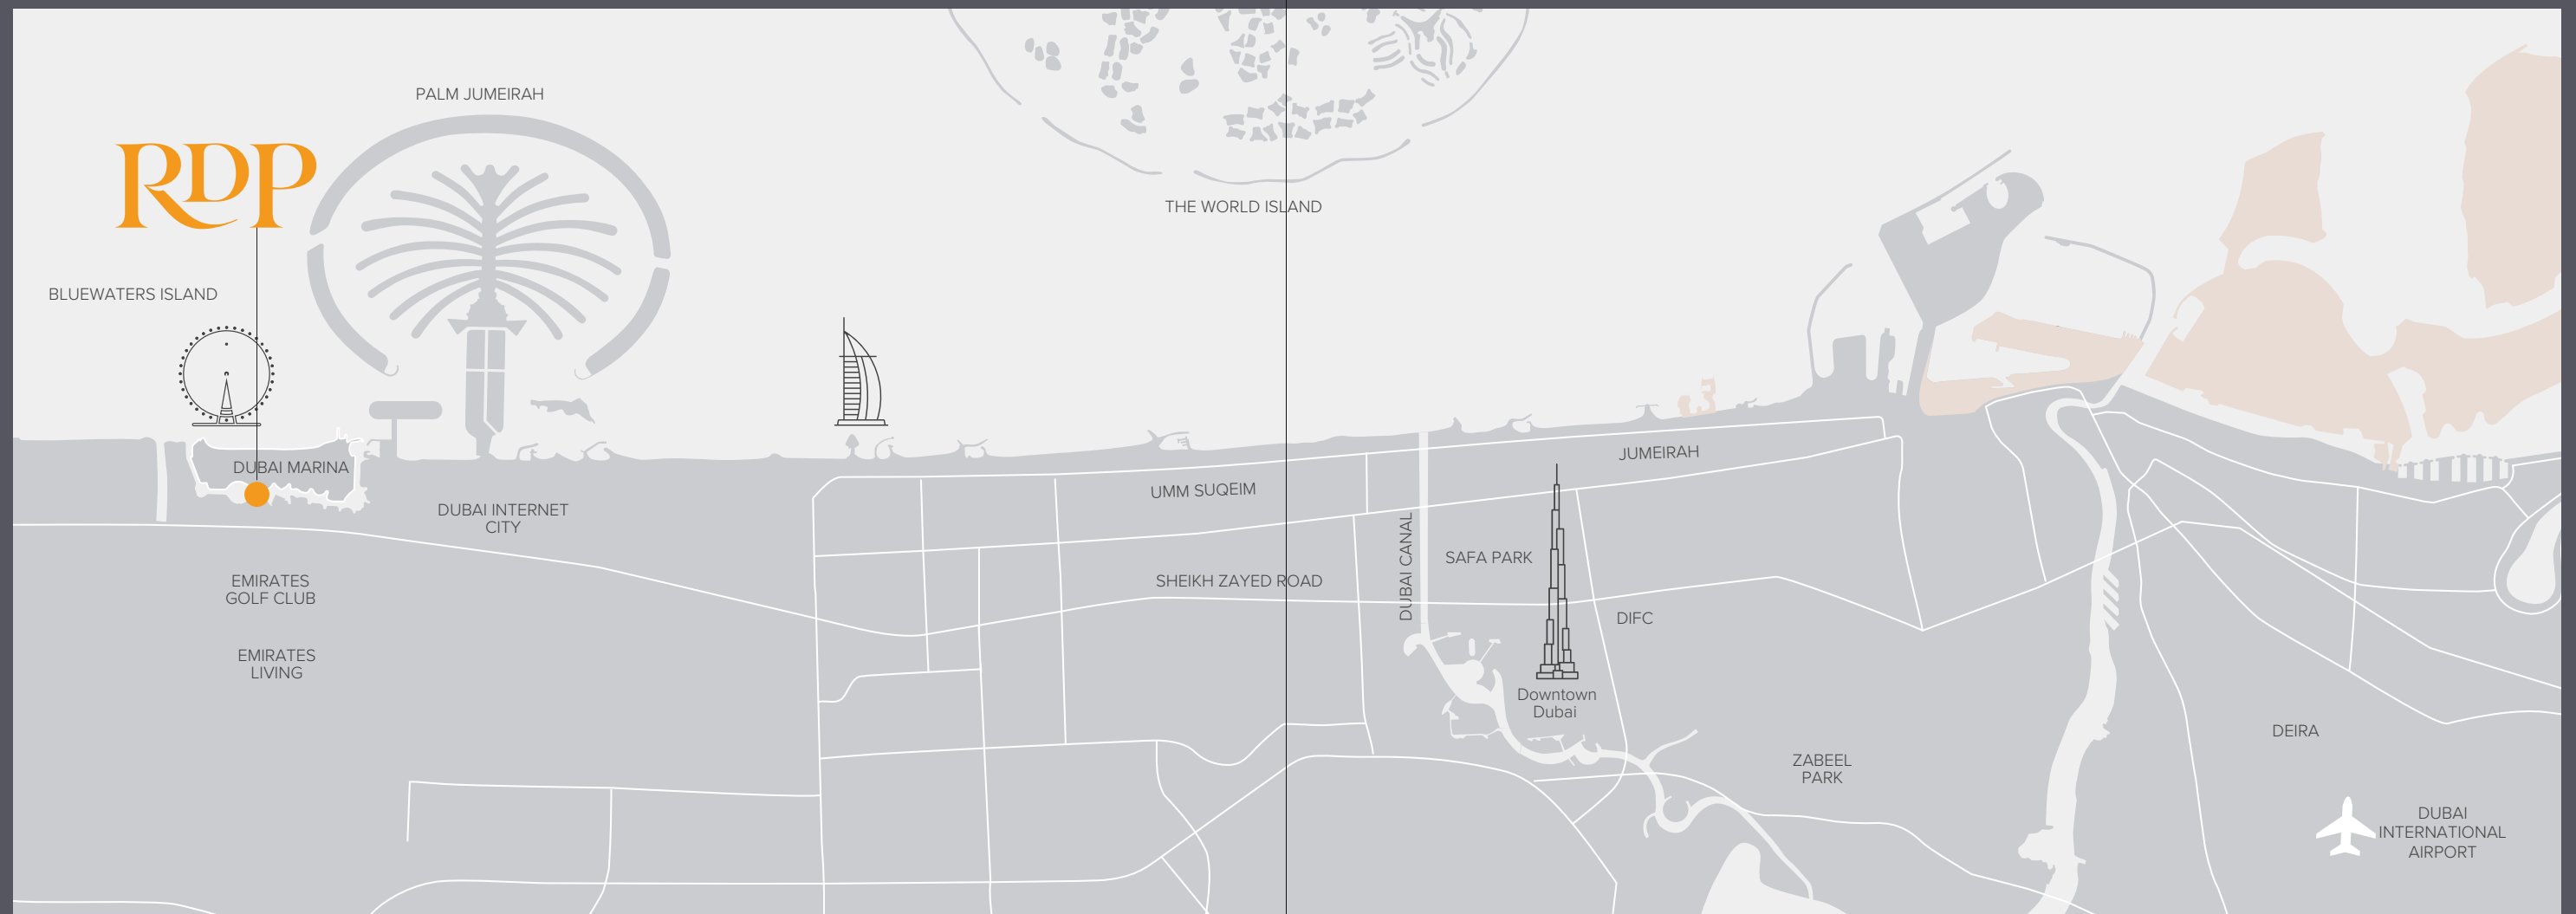 PALM JUMEIRAH
RDP
THE WORLD ISLAND
BLUEWATERS ISLAND
DUBAI MARINA
JUMEIRAH
UMM SUQEIM
DUBAI INTERNET
CITY
DUBAI CANAL
SAFA PARK
SHEIKH ZAYED ROAD
EMIRATES
GOLF CLUB
DIFC
EMIRATES
LIVING
Downtown
Dubai
DEIRA
ZABEEL
PARK
DUBAI
INTERNATIONAL
AIRPORT